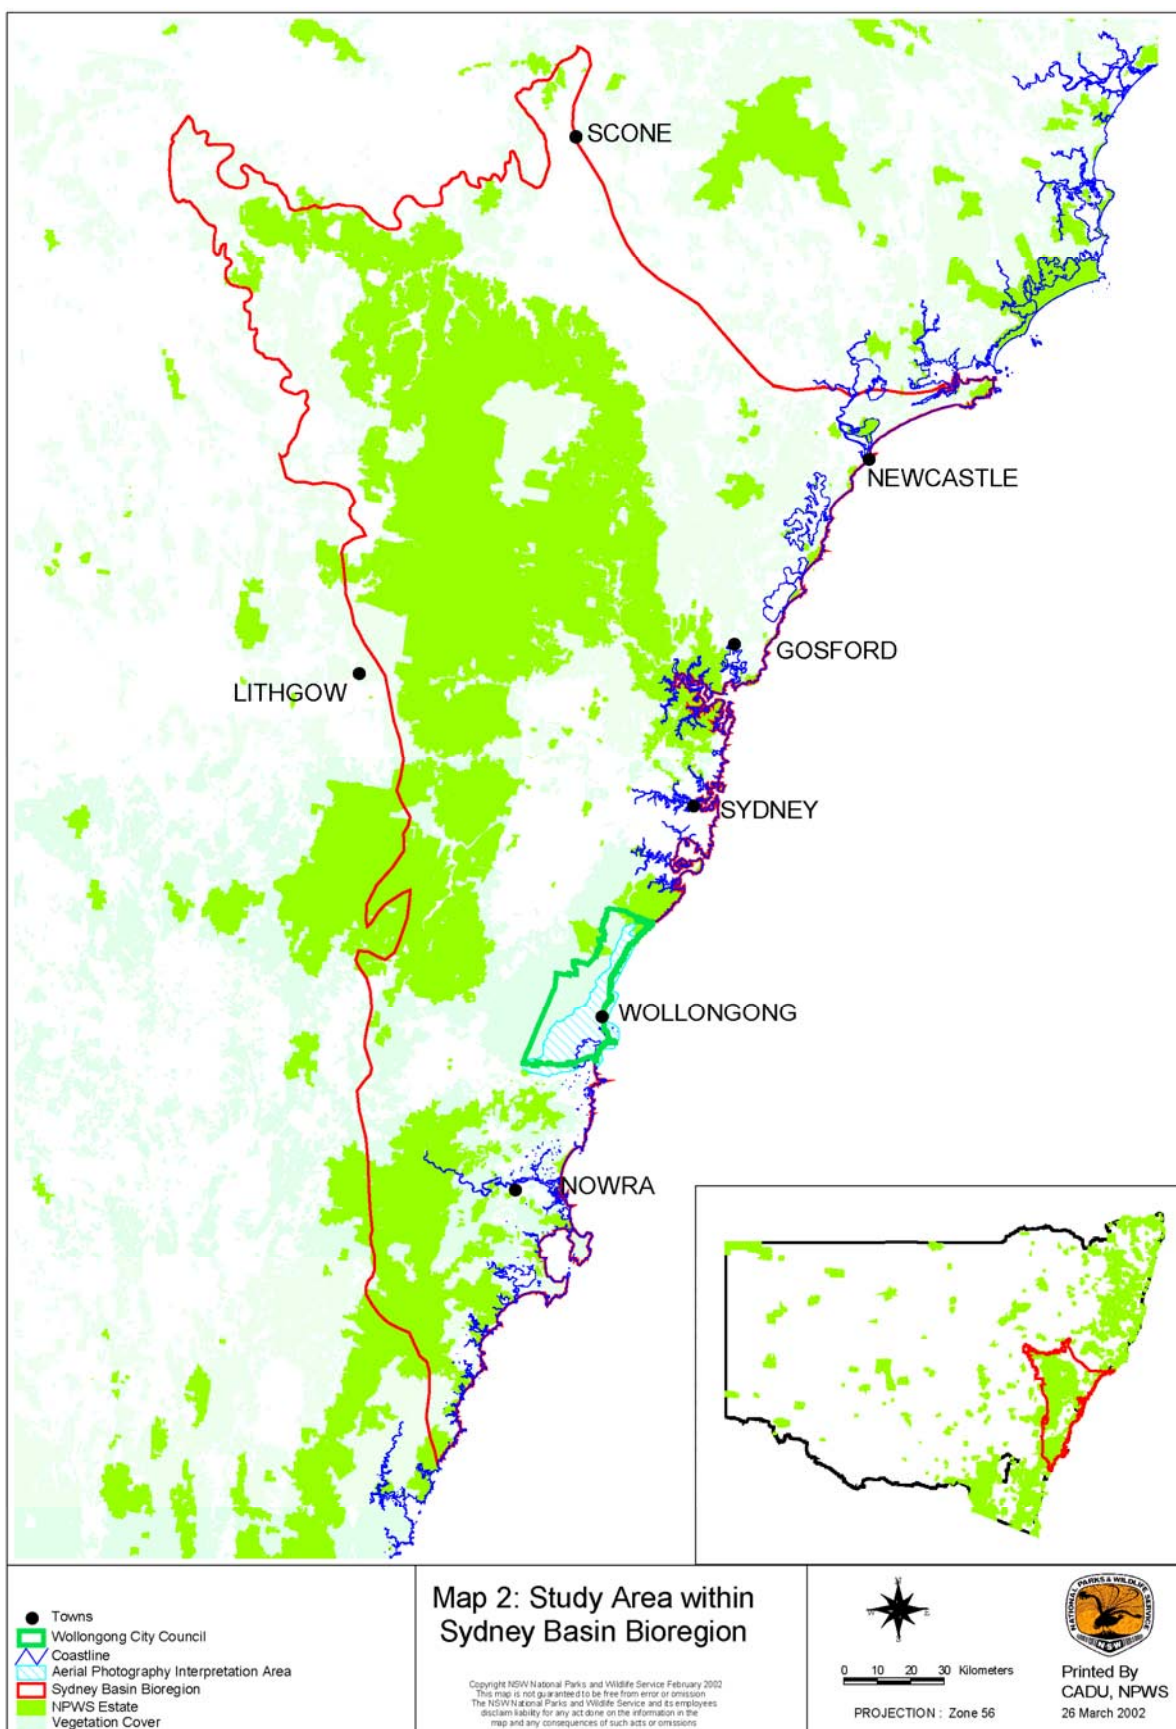 SCONE
NEWCASTLE
GOSFORD
LITHGOW
SYDNEY
WOLLONGONG
NOWRA
Towns
Wollongong City Council
Coastline
Aerial Photography Interpretation Area
Sydney Basin Bioregion
NPWS Estate
Vegetation Cover
Map 2: Study Area within
Sydney Basin Bioregion
Copyright NSW National Parks and Wildlife Service February 2002
This map is not guaranteed to be free from error or omission
The NSW National Parks and Wildlife Service and its employees
disclaim liability for any act done on the information in the
map and any consequences of such acts or omissions
N
W E
S
0 10 20 30 Kilometers
PROJECTION : Zone 56
NATIONAL PARKS & WILDLIFE SERVICE
NSW
Printed By
CADU, NPWS
26 March 2002